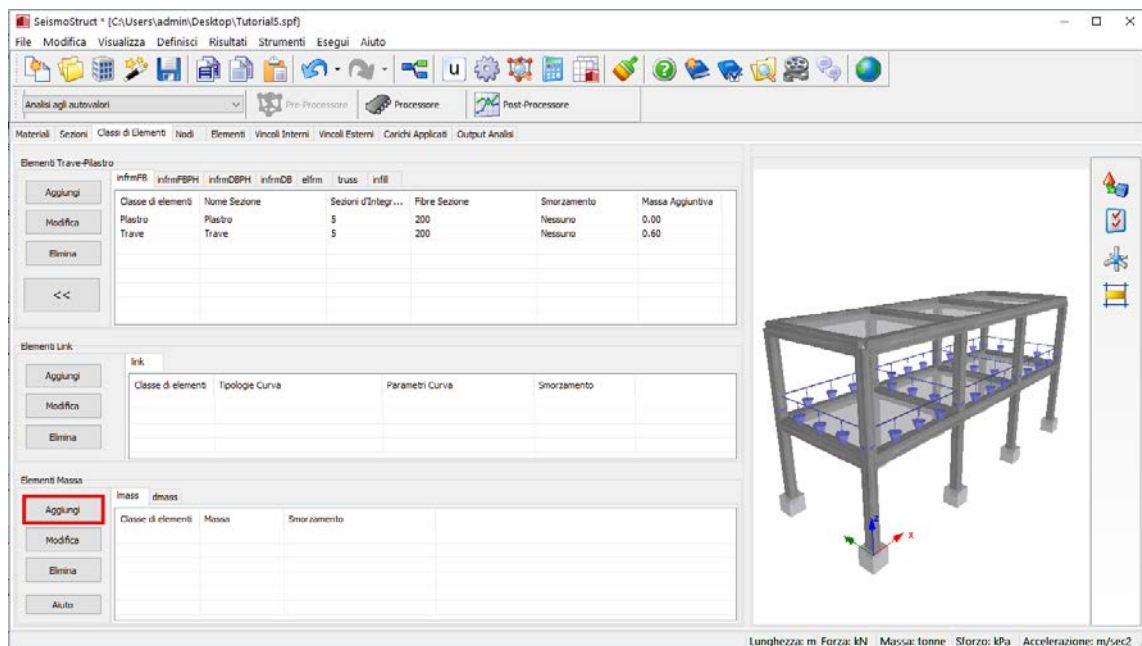 SeismoStruct * [C:\Users\admin\Desktop\Tutorial5.spf]
File Modifica Visualizza Definisci Risultati Strumenti Esegui Aiuto
Analisi agli autovalori Pre-Processore Processore Post-Processore
Materiali Sezioni Classi di Elementi Nodi Elementi Vincoli Interni Vincoli Esterni Carichi Applicati Output Analisi
Elementi Trave-Pilastro
infrmFB infrmFBPH infrmDBPH infrmDB elfrm truss infill
Aggiungi
Modifica
Elimina
<<
Classe di elementi Nome Sezione Sezioni d'Integr... Fibre Sezione Smorzamento Massa Aggiuntiva
Plastro Plastro 5 200 Nessuno 0.00
Trave Trave 5 200 Nessuno 0.60
Elementi Link
link
Aggiungi
Modifica
Elimina
Classe di elementi Tipologie Curva Parametri Curva Smorzamento
Elementi Massa
lmass dmass
Aggiungi
Modifica
Elimina
Aiuto
Classe di elementi Massa Smorzamento
z
x
Lunghezza: m Forza: kN Massa: tonne Sforzo: kPa Accelerazione: m/sec2